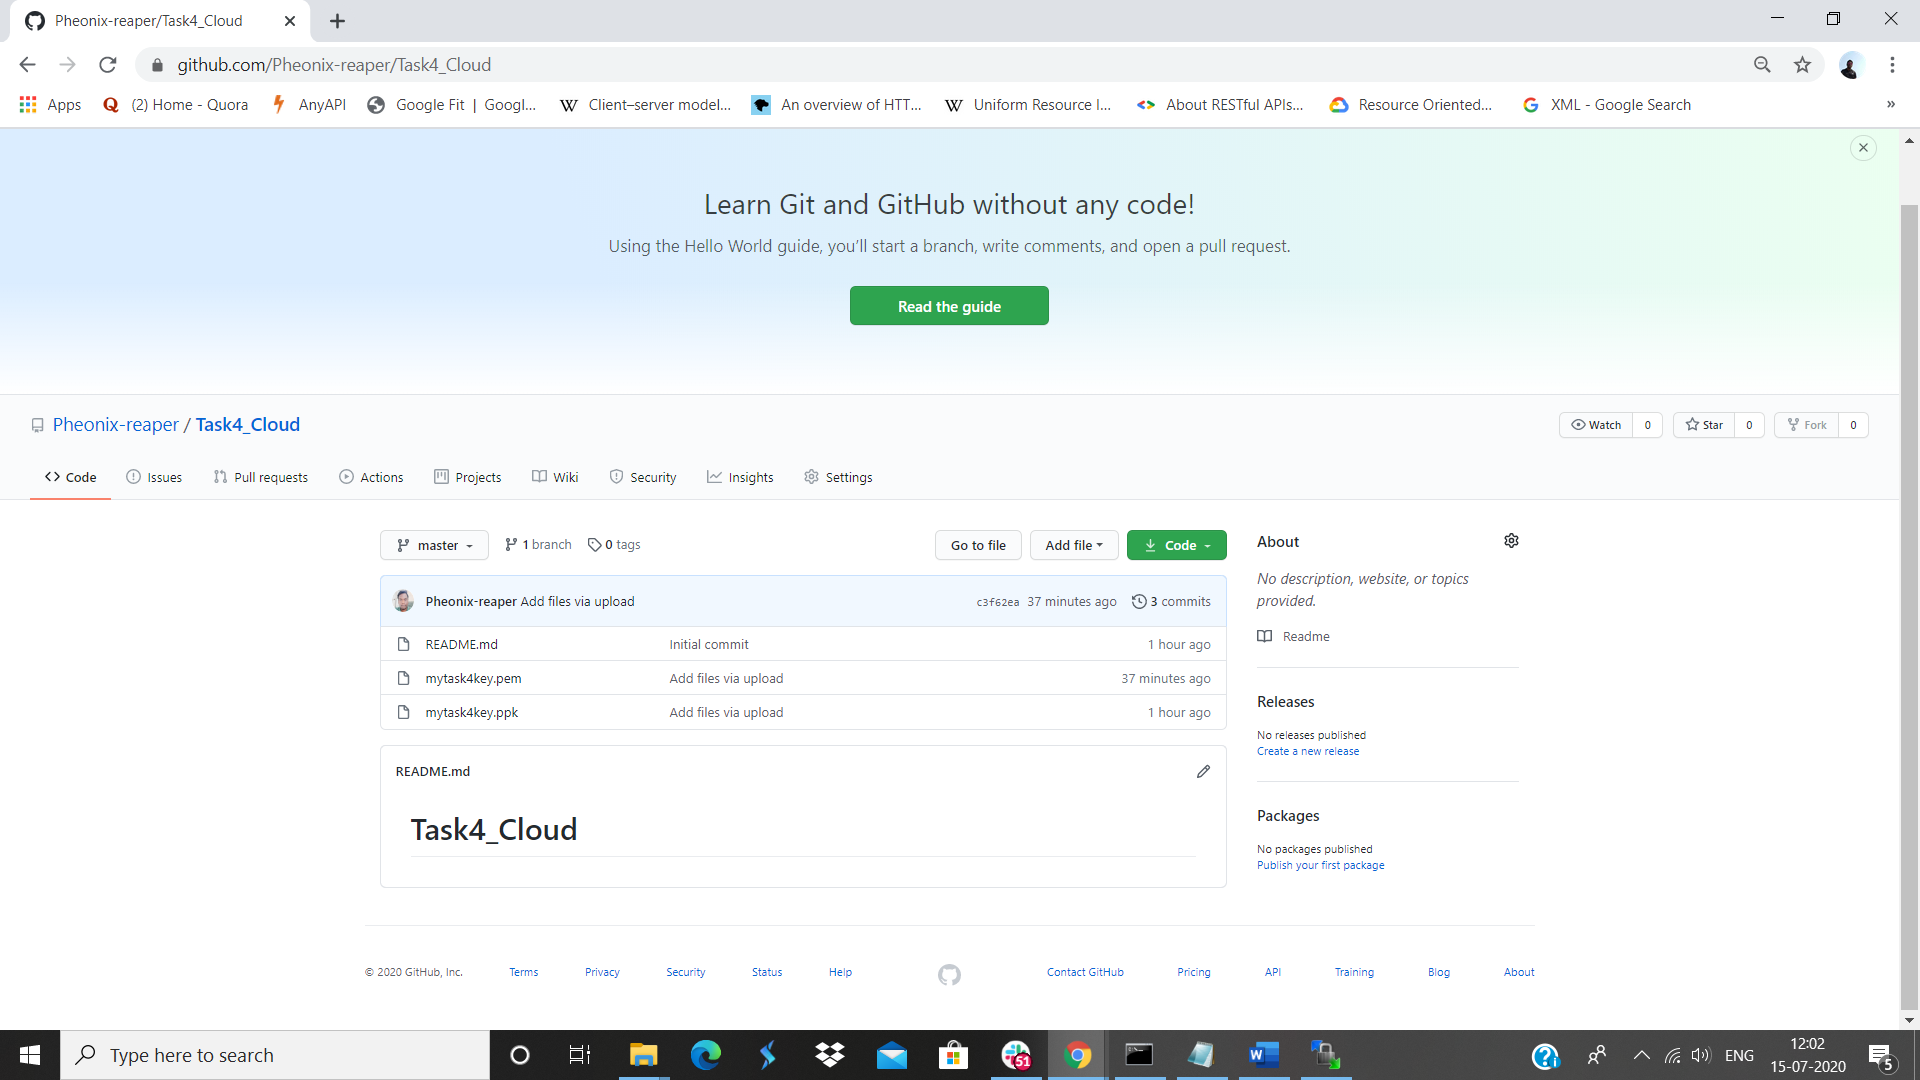 Pheonix-reaper/Task4_Cloud
github.com/Pheonix-reaper/Task4_Cloud
Apps
(2) Home - Quora
AnyAPI
Google Fit | Googl...
Client–server model...
An overview of HTT...
Uniform Resource I...
About RESTful APIs...
Resource Oriented...
XML - Google Search
»
Learn Git and GitHub without any code!
Using the Hello World guide, you’ll start a branch, write comments, and open a pull request.
Read the guide
Pheonix-reaper / Task4_Cloud
Watch 0
Star 0
Fork 0
Code
Issues
Pull requests
Actions
Projects
Wiki
Security
Insights
Settings
master
1 branch
0 tags
Go to file
Add file
Code
Pheonix-reaper Add files via upload c3f62ea 37 minutes ago 3 commits
README.md Initial commit 1 hour ago
mytask4key.pem Add files via upload 37 minutes ago
mytask4key.ppk Add files via upload 1 hour ago
README.md
Task4_Cloud
About
No description, website, or topics
provided.
Readme
Releases
No releases published
Create a new release
Packages
No packages published
Publish your first package
© 2020 GitHub, Inc. Terms Privacy Security Status Help Contact GitHub Pricing API Training Blog About
Type here to search
51
ENG
12:02
15-07-2020
5